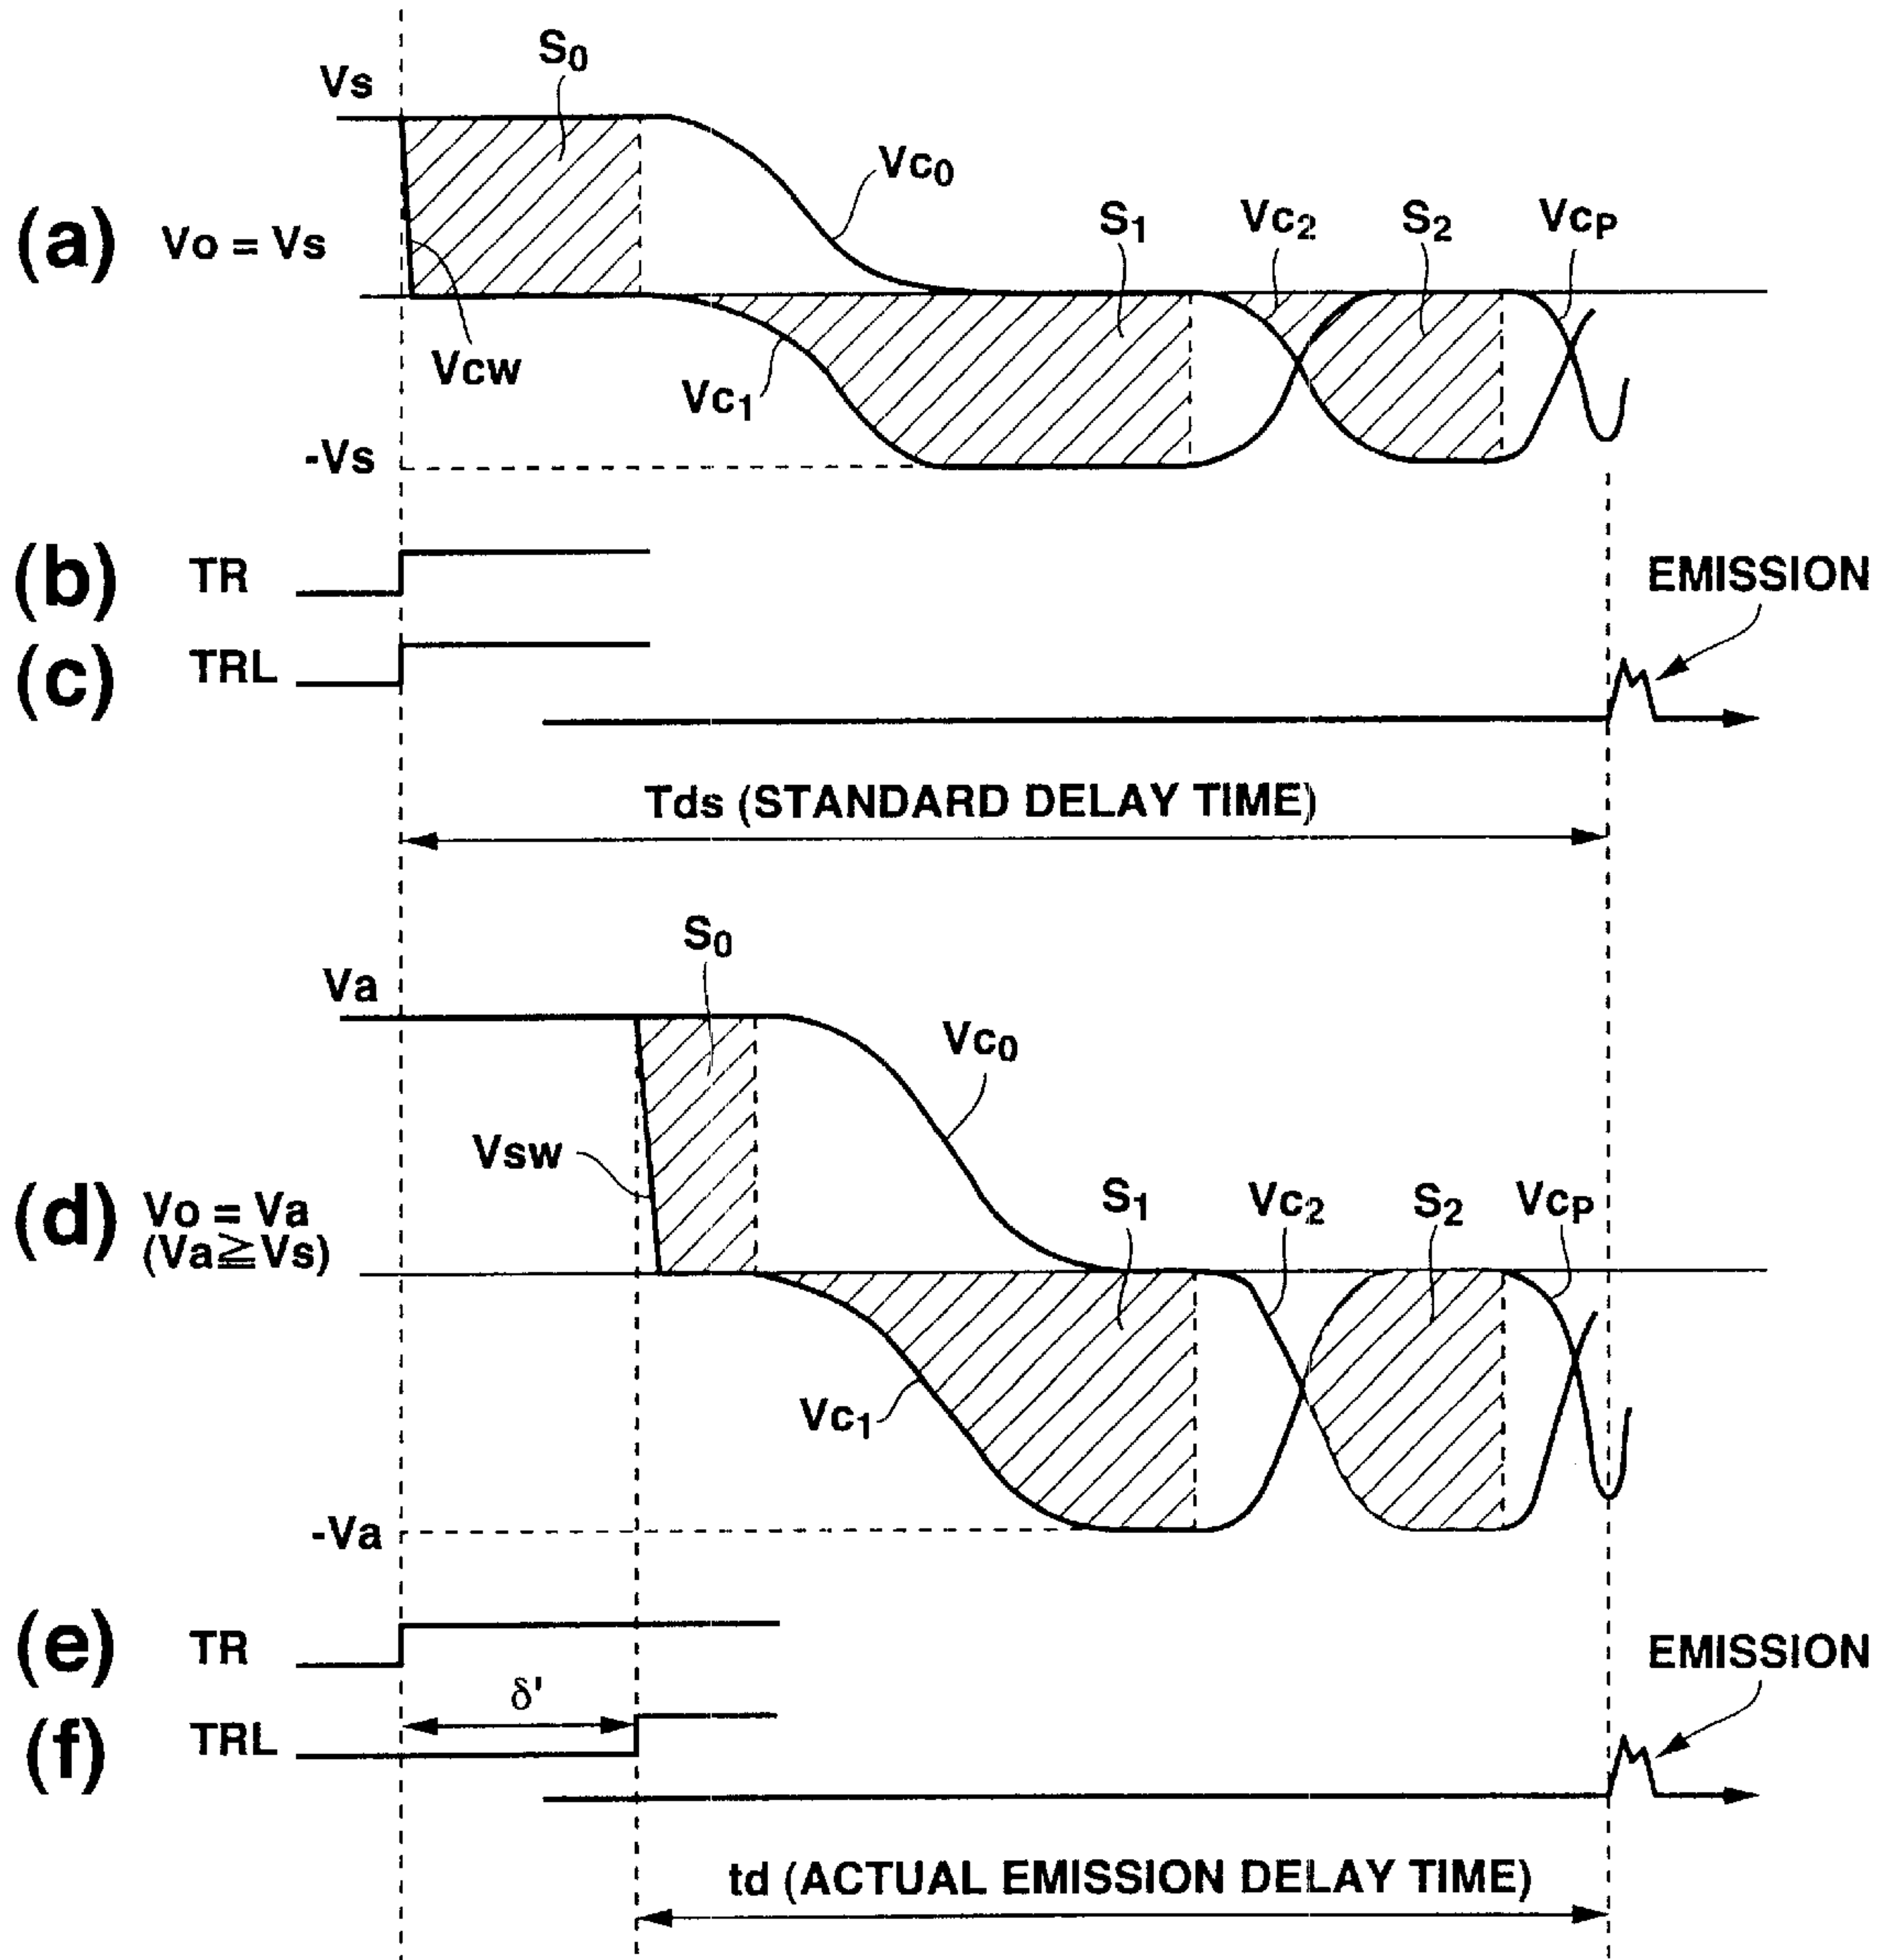 S0
Vs
Vc0
(a) Vo = Vs
S1
Vc2
S2
VcP
Vcw
Vc1
-Vs
(b) TR
EMISSION
(c) TRL
Tds (STANDARD DELAY TIME)
S0
Va
Vc0
Vsw
(d) Vo = Va
(Va≧Vs)
S1
Vc2
S2
VcP
Vc1
-Va
(e) TR
EMISSION
δ'
(f) TRL
td (ACTUAL EMISSION DELAY TIME)